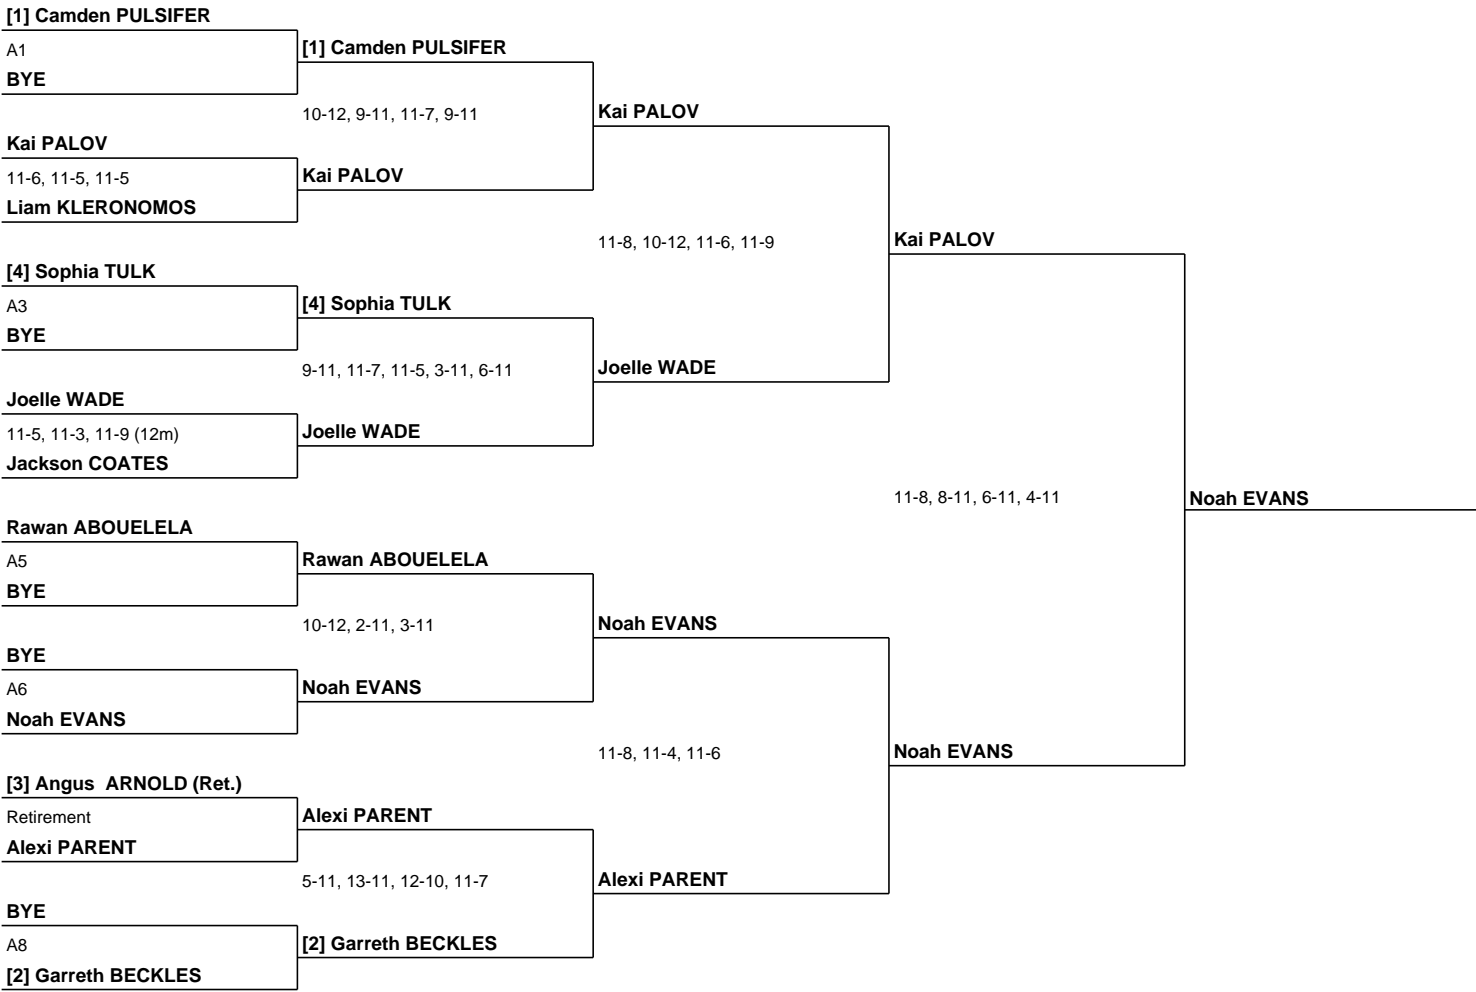 [1] Camden PULSIFER
A1
[1] Camden PULSIFER
BYE
10-12, 9-11, 11-7, 9-11
Kai PALOV
Kai PALOV
11-6, 11-5, 11-5
Kai PALOV
Liam KLERONOMOS
11-8, 10-12, 11-6, 11-9
Kai PALOV
[4] Sophia TULK
A3
[4] Sophia TULK
BYE
9-11, 11-7, 11-5, 3-11, 6-11
Joelle WADE
Joelle WADE
11-5, 11-3, 11-9 (12m)
Joelle WADE
Jackson COATES
11-8, 8-11, 6-11, 4-11
Noah EVANS
Rawan ABOUELELA
A5
Rawan ABOUELELA
BYE
10-12, 2-11, 3-11
Noah EVANS
BYE
A6
Noah EVANS
Noah EVANS
11-8, 11-4, 11-6
Noah EVANS
[3] Angus  ARNOLD (Ret.)
Retirement
Alexi PARENT
Alexi PARENT
5-11, 13-11, 12-10, 11-7
Alexi PARENT
BYE
A8
[2] Garreth BECKLES
[2] Garreth BECKLES